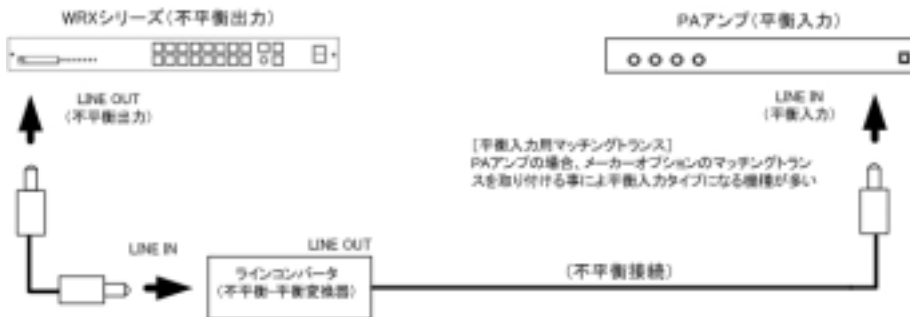 WRXシリーズ(不平衡出力)
PAアンプ(平衡入力)
LINE OUT
(不平衡出力)
LINE IN
(平衡入力)
[平衡入力用マッチングトランス]
PAアンプの場合、メーカーオプションのマッチングトラン
スを取り付ける事によ平衡入力タイプになる機種が多い
LINE IN
LINE OUT
ラインコンバータ
(不平衡-平衡変換器)
(不平衡接続)